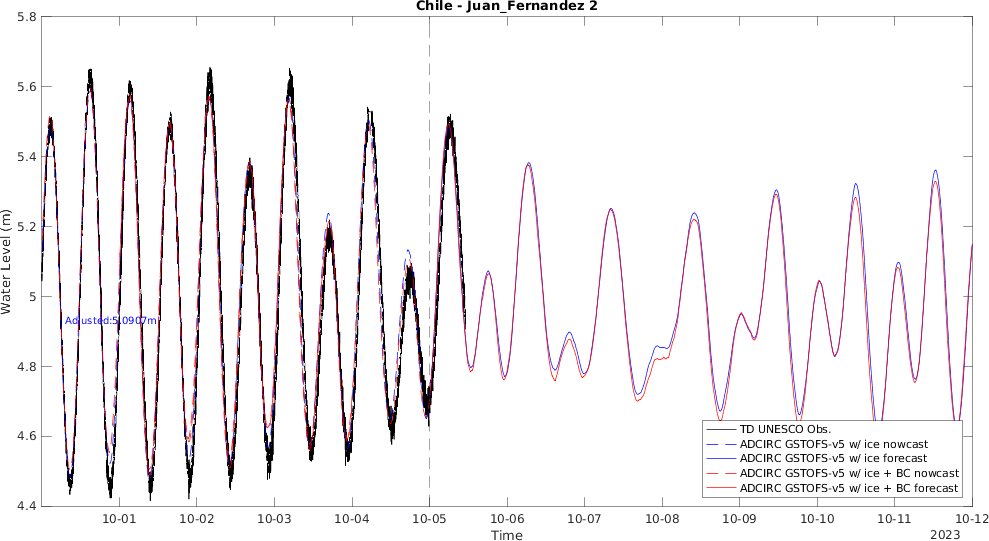 Chile - Juan_Fernandez 2
5.8
5.6
5.4
5.2
5
4.8
4.6
4.4
Water Level (m)
Adjusted:5.0907m
TD UNESCO Obs.
ADCIRC GSTOFS-v5 w/ ice nowcast
ADCIRC GSTOFS-v5 w/ ice forecast
ADCIRC GSTOFS-v5 w/ ice + BC nowcast
ADCIRC GSTOFS-v5 w/ ice + BC forecast
10-01 10-02 10-03 10-04 10-05 10-06 10-07 10-08 10-09 10-10 10-11 10-12
Time
2023